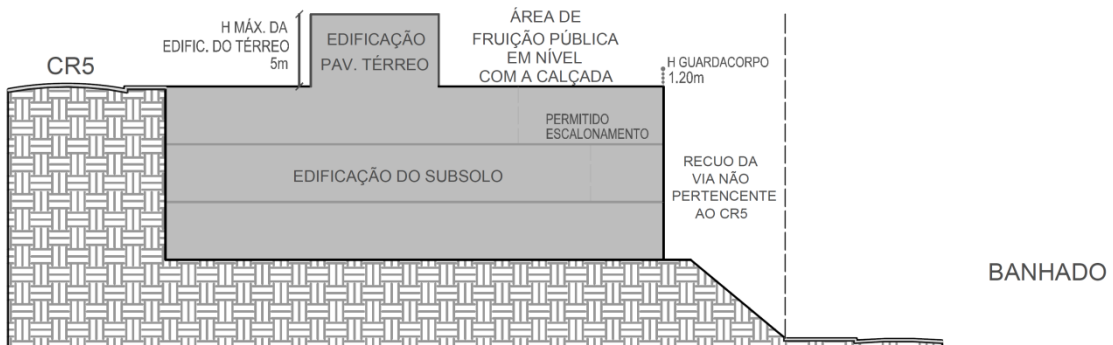 H MÁX. DA
EDIFIC. DO TÉRREO
5m
EDIFICAÇÃO
PAV. TÉRREO
ÁREA DE
FRUIÇÃO PÚBLICA
EM NÍVEL
COM A CALÇADA
H GUARDACORPO
1.20m
CR5
PERMITIDO
ESCALONAMENTO
EDIFICAÇÃO DO SUBSOLO
RECUO DA
VIA NÃO
PERTENCENTE
AO CR5
BANHADO